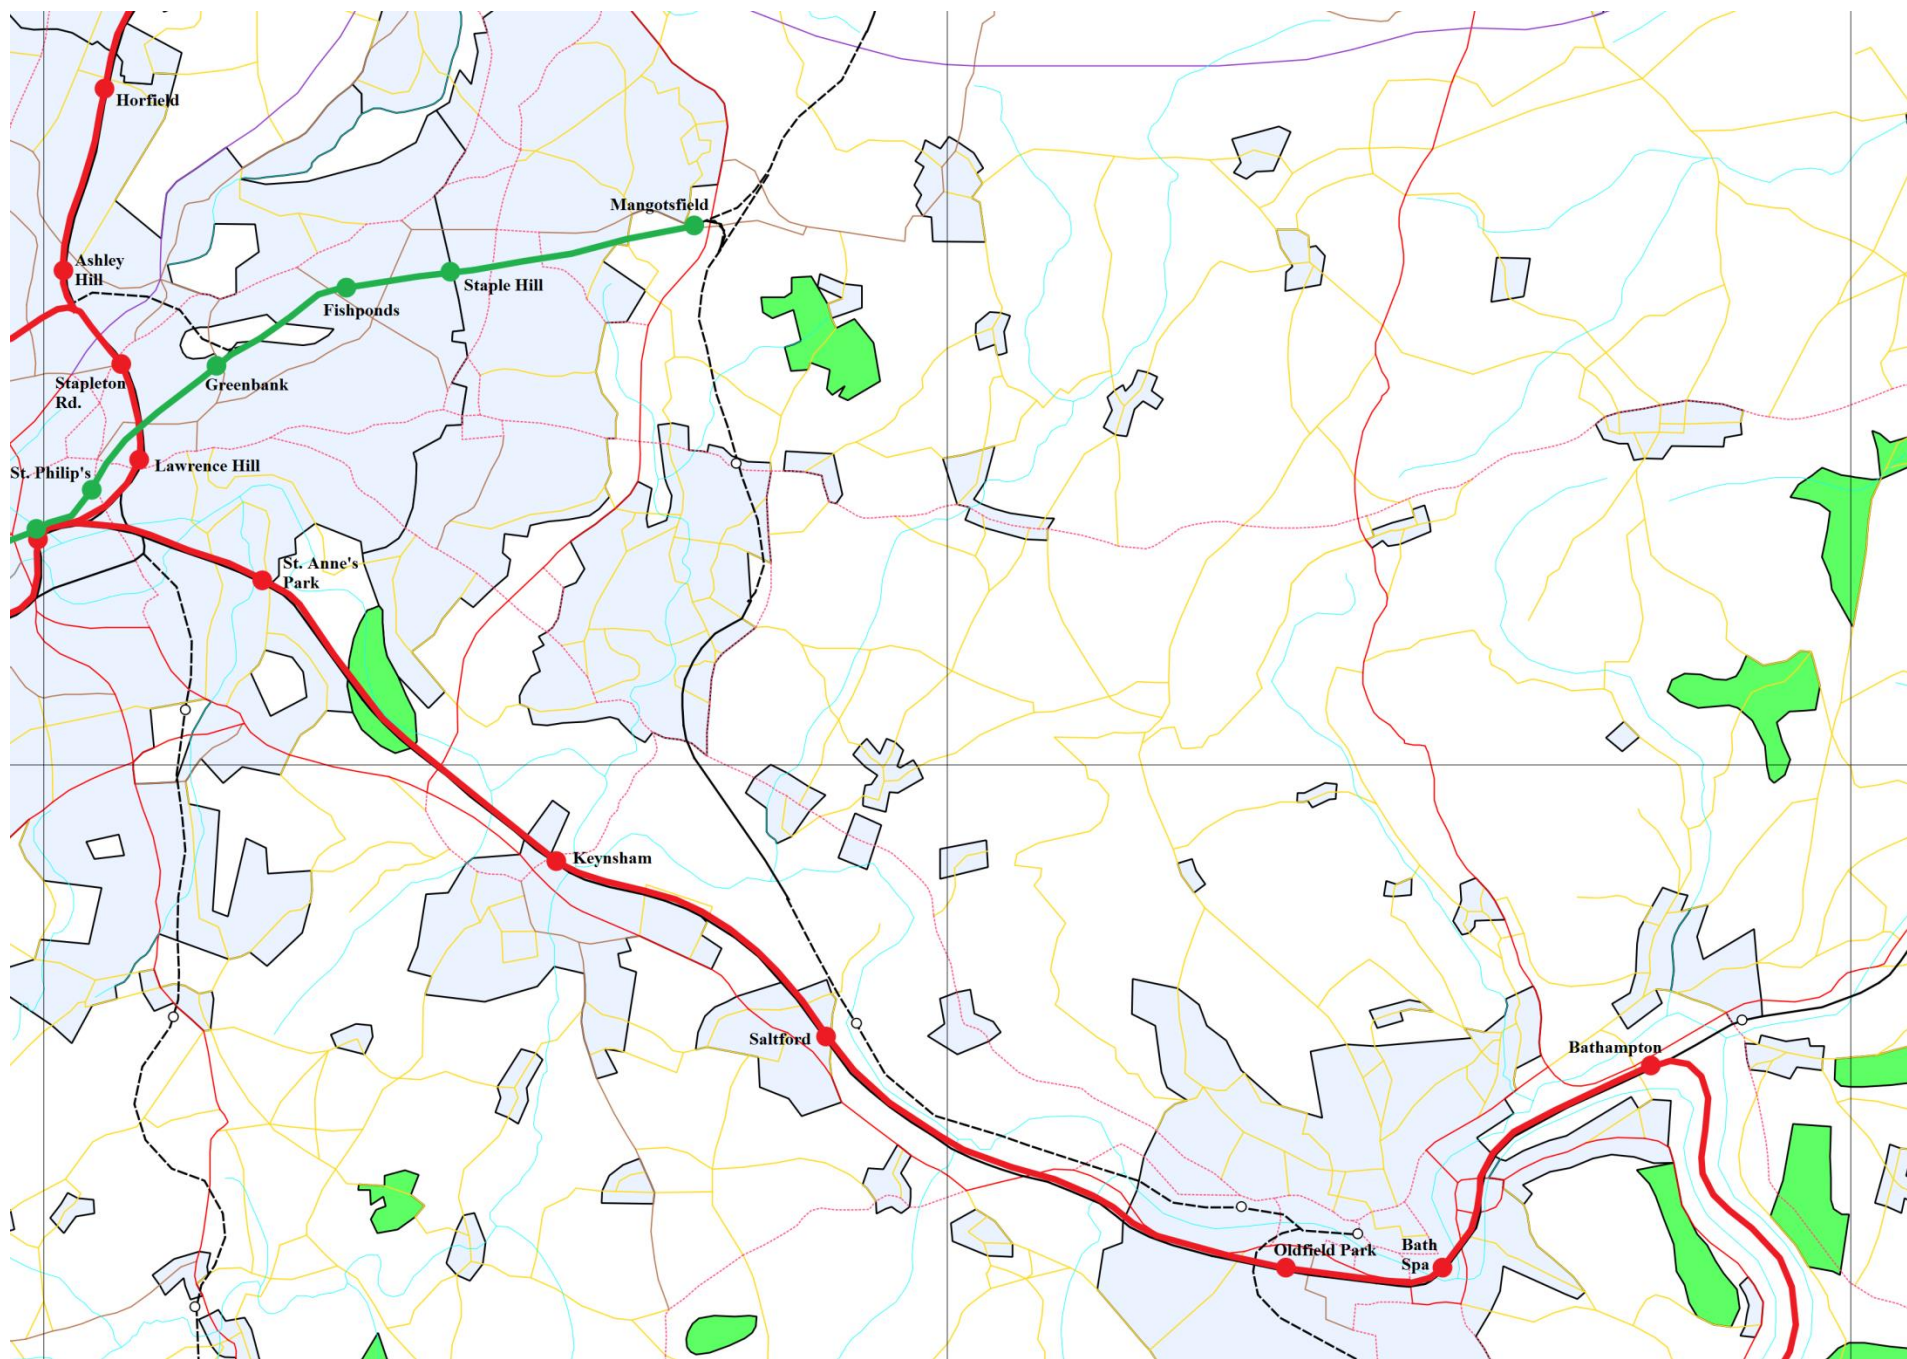 Horfield
Mangotsfield
Ashley
Hill
Staple Hill
Fishponds
Stapleton
Rd.
Greenbank
St. Philip's
Lawrence Hill
St. Anne's
Park
Keynsham
Saltford
Bathampton
Oldfield Park
Bath
Spa